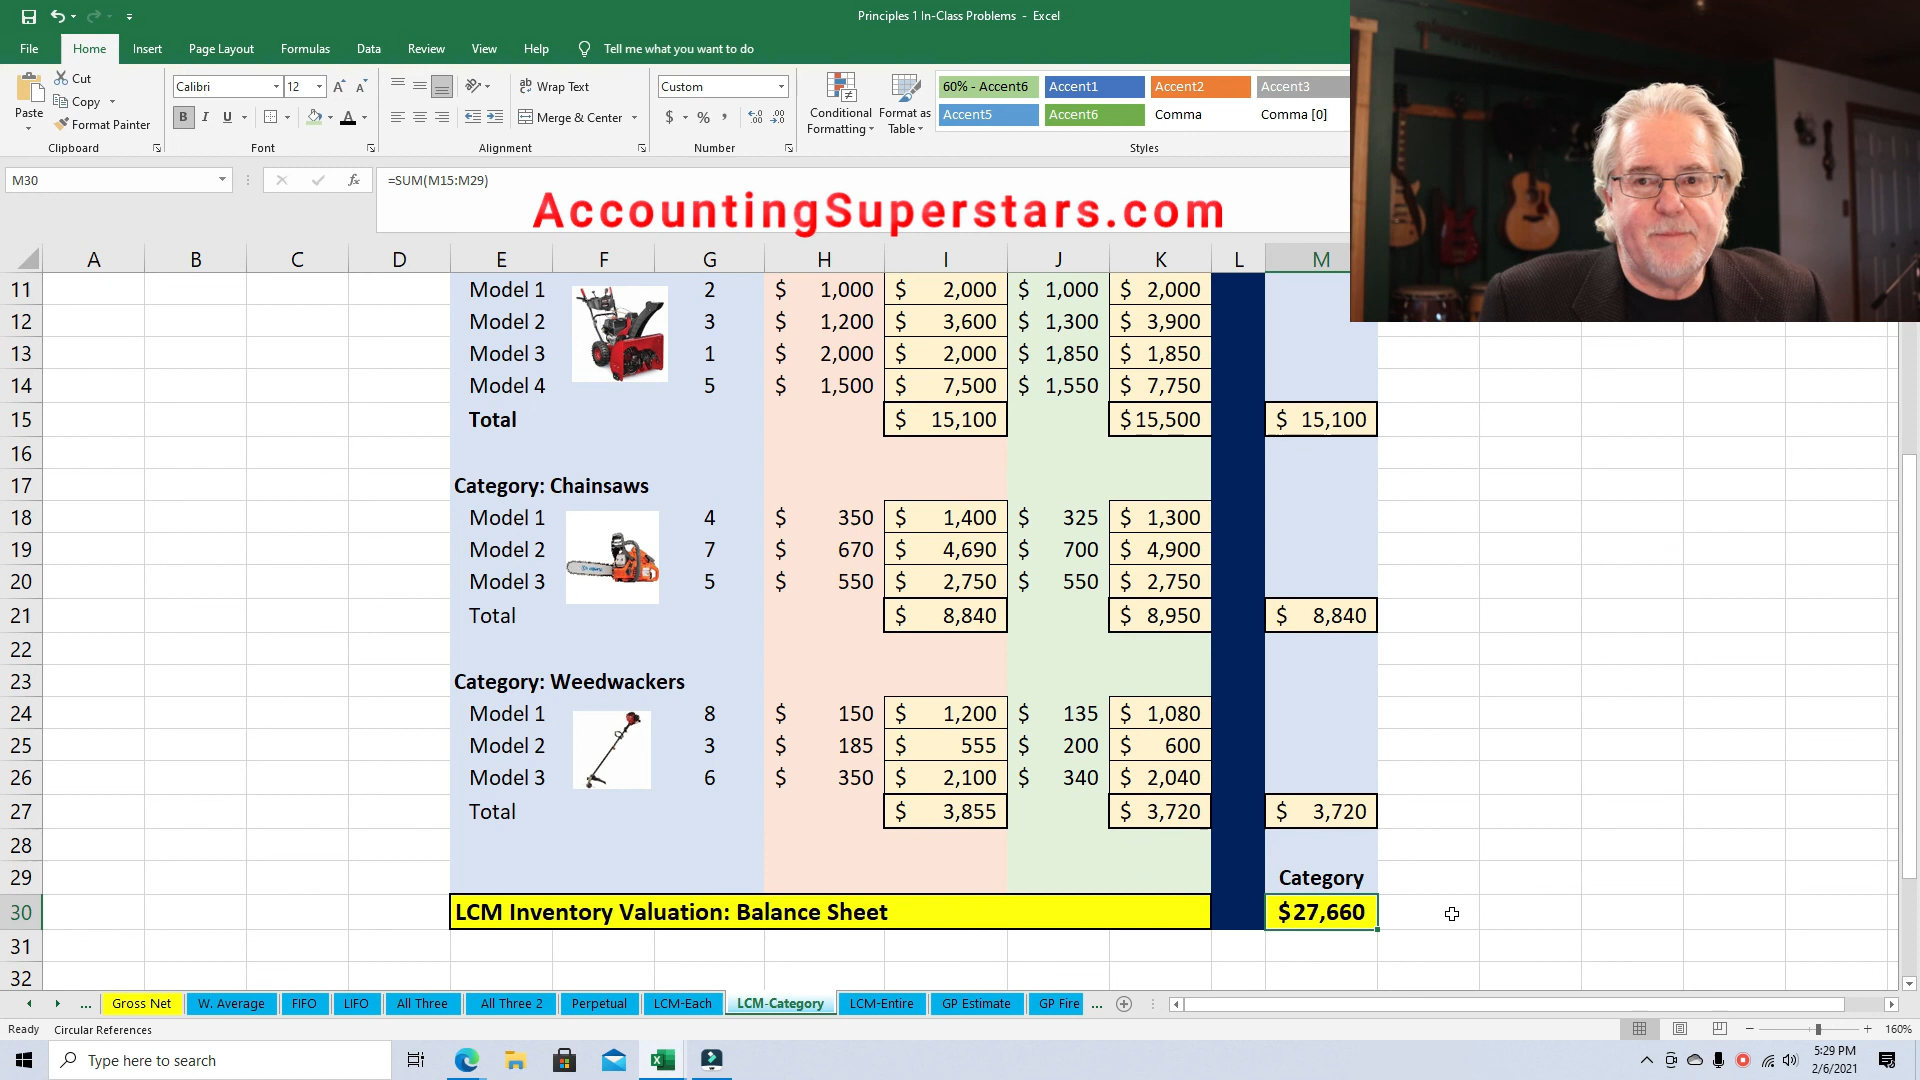 Principles 1 In-Class Problems - Excel
File Home Insert Page Layout Formulas Data Review View Help Tell me what you want to do
Paste
Cut
Copy
Format Painter
Clipboard
Calibri 12
B I U
Font
Wrap Text
Merge & Center
Alignment
Custom
$ % ,
Number
Conditional Formatting
Format as Table
60% - Accent6 Accent1 Accent2 Accent3
Accent5 Accent6 Comma Comma [0]
Styles
M30 fx =SUM(M15:M29)
AccountingSuperstars.com
A B C D E F G H I J K L M
11 Model 1 2 $ 1,000 $ 2,000 $ 1,000 $ 2,000
12 Model 2 3 $ 1,200 $ 3,600 $ 1,300 $ 3,900
13 Model 3 1 $ 2,000 $ 2,000 $ 1,850 $ 1,850
14 Model 4 5 $ 1,500 $ 7,500 $ 1,550 $ 7,750
15 Total $ 15,100 $15,500 $ 15,100
16
17 Category: Chainsaws
18 Model 1 4 $ 350 $ 1,400 $ 325 $ 1,300
19 Model 2 7 $ 670 $ 4,690 $ 700 $ 4,900
20 Model 3 5 $ 550 $ 2,750 $ 550 $ 2,750
21 Total $ 8,840 $ 8,950 $ 8,840
22
23 Category: Weedwackers
24 Model 1 8 $ 150 $ 1,200 $ 135 $ 1,080
25 Model 2 3 $ 185 $ 555 $ 200 $ 600
26 Model 3 6 $ 350 $ 2,100 $ 340 $ 2,040
27 Total $ 3,855 $ 3,720 $ 3,720
28
29 Category
30 LCM Inventory Valuation: Balance Sheet $27,660
31
32
... Gross Net W. Average FIFO LIFO All Three All Three 2 Perpetual LCM-Each LCM-Category LCM-Entire GP Estimate GP Fire ...
Ready Circular References 160%
Type here to search
5:29 PM
2/6/2021